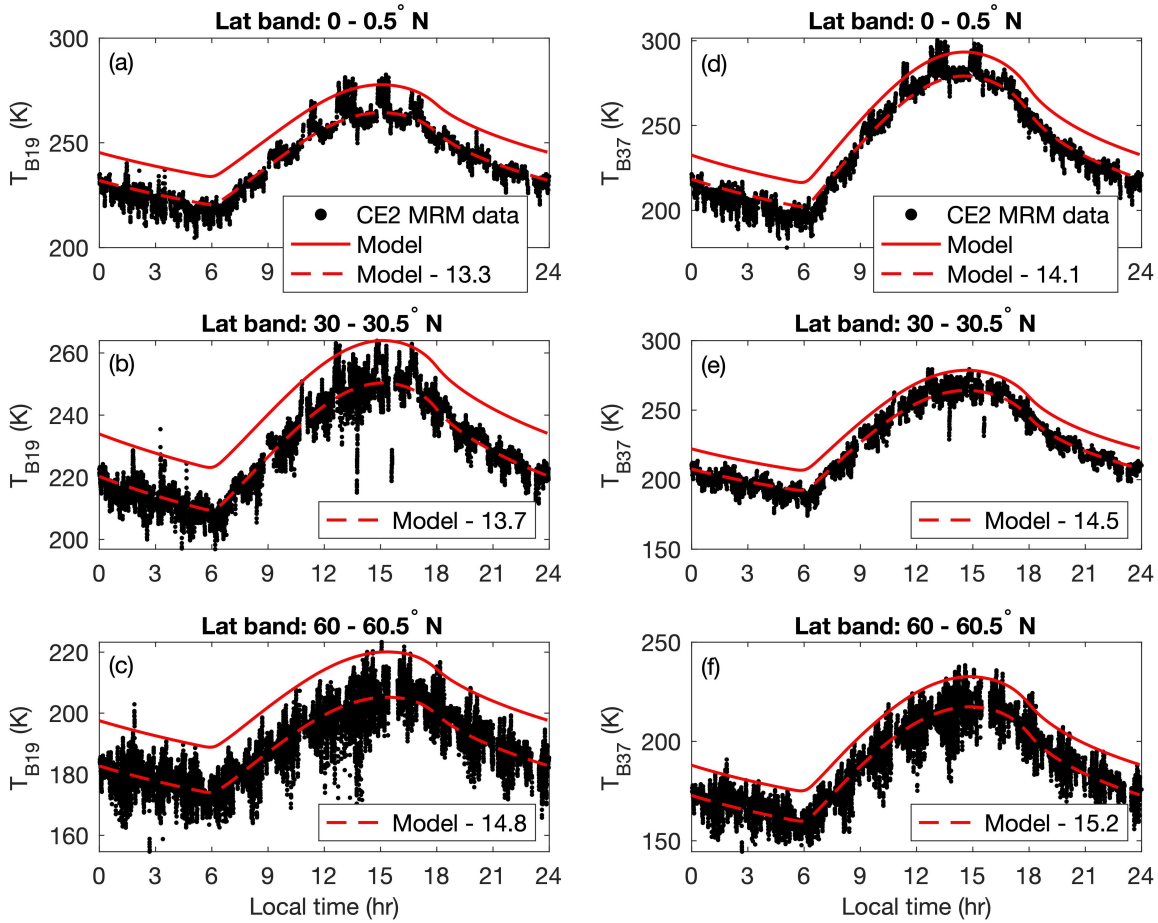 Lat band: 0 - 0.5° N
(a)
T_B19 (K)
300
250
200
0 3 6 9 12 15 18 21 24
CE2 MRM data
Model
Model - 13.3
Lat band: 0 - 0.5° N
(d)
T_B37 (K)
300
250
200
0 3 6 9 12 15 18 21 24
CE2 MRM data
Model
Model - 14.1
Lat band: 30 - 30.5° N
(b)
T_B19 (K)
260
240
220
200
0 3 6 9 12 15 18 21 24
Model - 13.7
Lat band: 30 - 30.5° N
(e)
T_B37 (K)
300
250
200
150
0 3 6 9 12 15 18 21 24
Model - 14.5
Lat band: 60 - 60.5° N
(c)
T_B19 (K)
220
200
180
160
0 3 6 9 12 15 18 21 24
Local time (hr)
Model - 14.8
Lat band: 60 - 60.5° N
(f)
T_B37 (K)
250
200
150
0 3 6 9 12 15 18 21 24
Local time (hr)
Model - 15.2